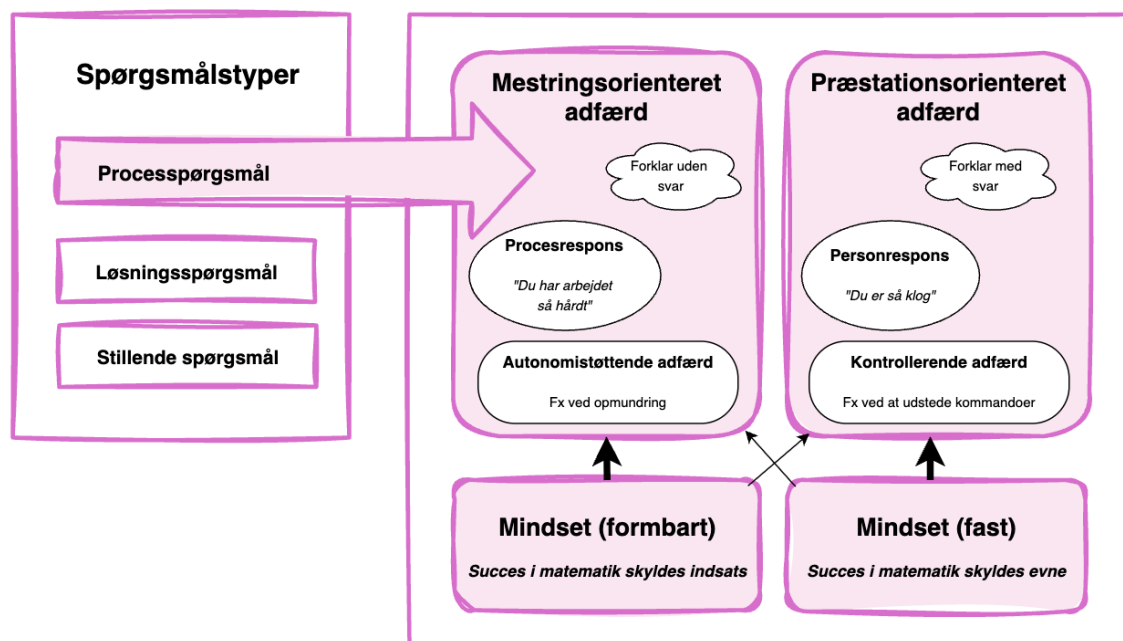 Spørgsmålstyper
Processpørgsmål
Løsningsspørgsmål
Stillende spørgsmål
Mestringsorienteret
adfærd
Forklar uden
svar
Procesrespons
"Du har arbejdet
så hårdt"
Autonomistøttende adfærd
Fx ved opmundring
Præstationsorienteret
adfærd
Forklar med
svar
Personrespons
"Du er så klog"
Kontrollerende adfærd
Fx ved at udstede kommandoer
Mindset (formbart)
Succes i matematik skyldes indsats
Mindset (fast)
Succes i matematik skyldes evne